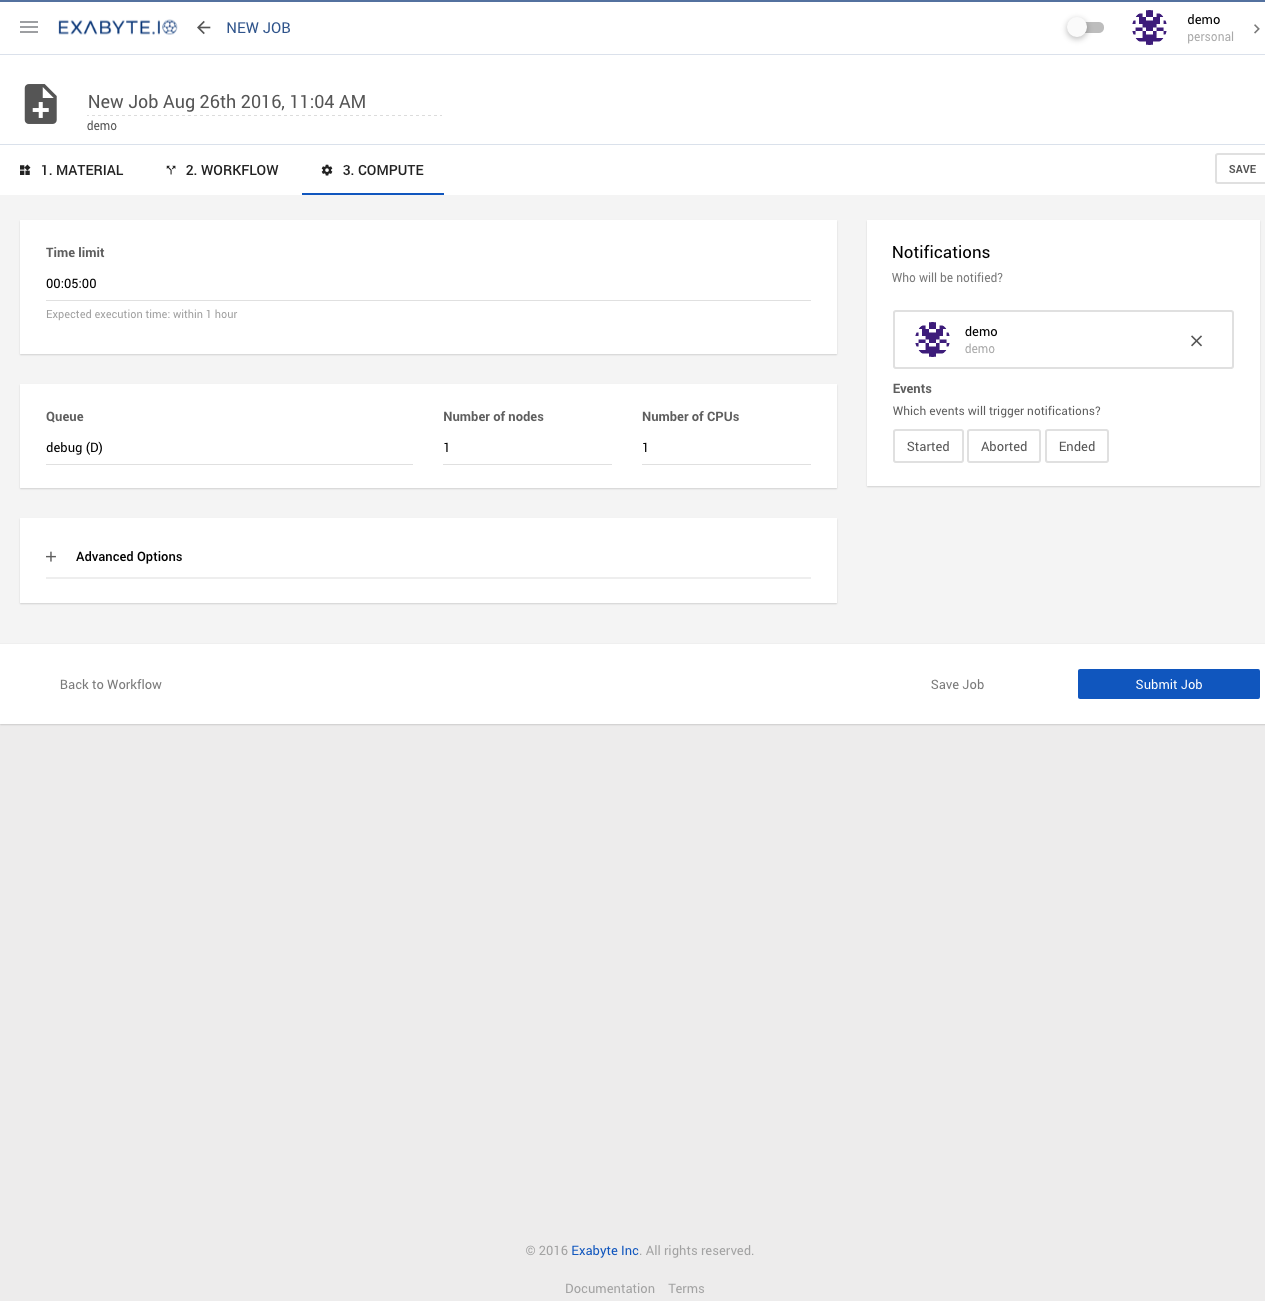 EXABYTE.IO NEW JOB demo
personal
New Job Aug 26th 2016, 11:04 AM
demo
1. MATERIAL 2. WORKFLOW 3. COMPUTE SAVE
Time limit
00:05:00
Expected execution time: within 1 hour
Queue Number of nodes Number of CPUs
debug (D) 1 1
Advanced Options
Notifications
Who will be notified?
demo
demo
Events
Which events will trigger notifications?
Started Aborted Ended
Back to Workflow Save Job Submit Job
© 2016 Exabyte Inc. All rights reserved.
Documentation Terms